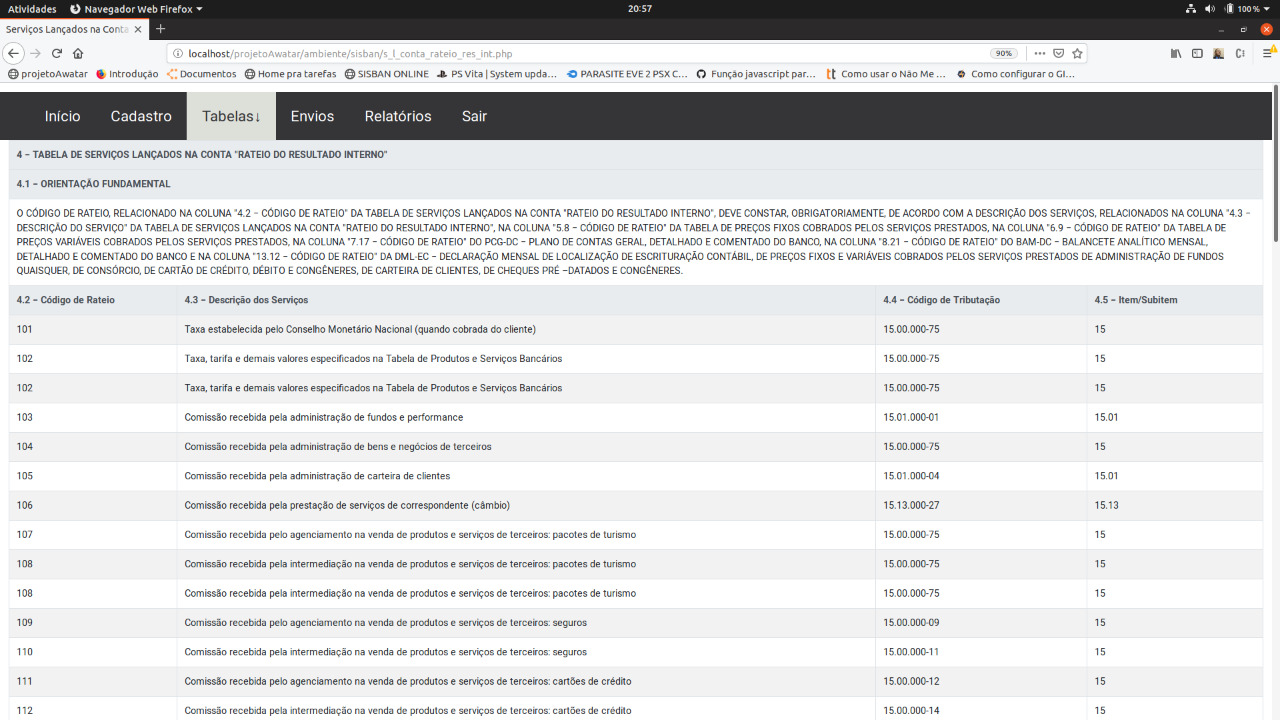 Atividades Navegador Web Firefox 20:57 100 %
Serviços Lançados na Conta
localhost/projetoAwatar/ambiente/sisban/s_l_conta_rateio_res_int.php 90%
projetoAwatar Introdução Documentos Home pra tarefas SISBAN ONLINE PS Vita | System upda… PARASITE EVE 2 PSX C… Função javascript par… Como usar o Não Me … Como configurar o GI…
Início Cadastro Tabelas↓ Envios Relatórios Sair
4 – TABELA DE SERVIÇOS LANÇADOS NA CONTA "RATEIO DO RESULTADO INTERNO"
4.1 – ORIENTAÇÃO FUNDAMENTAL
O CÓDIGO DE RATEIO, RELACIONADO NA COLUNA "4.2 – CÓDIGO DE RATEIO" DA TABELA DE SERVIÇOS LANÇADOS NA CONTA "RATEIO DO RESULTADO INTERNO", DEVE CONSTAR, OBRIGATORIAMENTE, DE ACORDO COM A DESCRIÇÃO DOS SERVIÇOS, RELACIONADOS NA COLUNA "4.3 –
DESCRIÇÃO DO SERVIÇO" DA TABELA DE SERVIÇOS LANÇADOS NA CONTA "RATEIO DO RESULTADO INTERNO", NA COLUNA "5.8 – CÓDIGO DE RATEIO" DA TABELA DE PREÇOS FIXOS COBRADOS PELOS SERVIÇOS PRESTADOS, NA COLUNA "6.9 – CÓDIGO DE RATEIO" DA TABELA DE
PREÇOS VARIÁVEIS COBRADOS PELOS SERVIÇOS PRESTADOS, NA COLUNA "7.17 – CÓDIGO DE RATEIO" DO PCG-DC – PLANO DE CONTAS GERAL, DETALHADO E COMENTADO DO BANCO, NA COLUNA "8.21 – CÓDIGO DE RATEIO" DO BAM-DC – BALANCETE ANALÍTICO MENSAL,
DETALHADO E COMENTADO DO BANCO E NA COLUNA "13.12 – CÓDIGO DE RATEIO" DA DML-EC – DECLARAÇÃO MENSAL DE LOCALIZAÇÃO DE ESCRITURAÇÃO CONTÁBIL, DE PREÇOS FIXOS E VARIÁVEIS COBRADOS PELOS SERVIÇOS PRESTADOS DE ADMINISTRAÇÃO DE FUNDOS
QUAISQUER, DE CONSÓRCIO, DE CARTÃO DE CRÉDITO, DÉBITO E CONGÊNERES, DE CARTEIRA DE CLIENTES, DE CHEQUES PRÉ –DATADOS E CONGÊNERES.
4.2 – Código de Rateio 4.3 – Descrição dos Serviços 4.4 – Código de Tributação 4.5 – Item/Subitem
101 Taxa estabelecida pelo Conselho Monetário Nacional (quando cobrada do cliente) 15.00.000-75 15
102 Taxa, tarifa e demais valores especificados na Tabela de Produtos e Serviços Bancários 15.00.000-75 15
102 Taxa, tarifa e demais valores especificados na Tabela de Produtos e Serviços Bancários 15.00.000-75 15
103 Comissão recebida pela administração de fundos e performance 15.01.000-01 15.01
104 Comissão recebida pela administração de bens e negócios de terceiros 15.00.000-75 15
105 Comissão recebida pela administração de carteira de clientes 15.01.000-04 15.01
106 Comissão recebida pela prestação de serviços de correspondente (câmbio) 15.13.000-27 15.13
107 Comissão recebida pelo agenciamento na venda de produtos e serviços de terceiros: pacotes de turismo 15.00.000-75 15
108 Comissão recebida pela intermediação na venda de produtos e serviços de terceiros: pacotes de turismo 15.00.000-75 15
108 Comissão recebida pela intermediação na venda de produtos e serviços de terceiros: pacotes de turismo 15.00.000-75 15
109 Comissão recebida pelo agenciamento na venda de produtos e serviços de terceiros: seguros 15.00.000-09 15
110 Comissão recebida pela intermediação na venda de produtos e serviços de terceiros: seguros 15.00.000-11 15
111 Comissão recebida pelo agenciamento na venda de produtos e serviços de terceiros: cartões de crédito 15.00.000-12 15
112 Comissão recebida pela intermediação na venda de produtos e serviços de terceiros: cartões de crédito 15.00.000-14 15